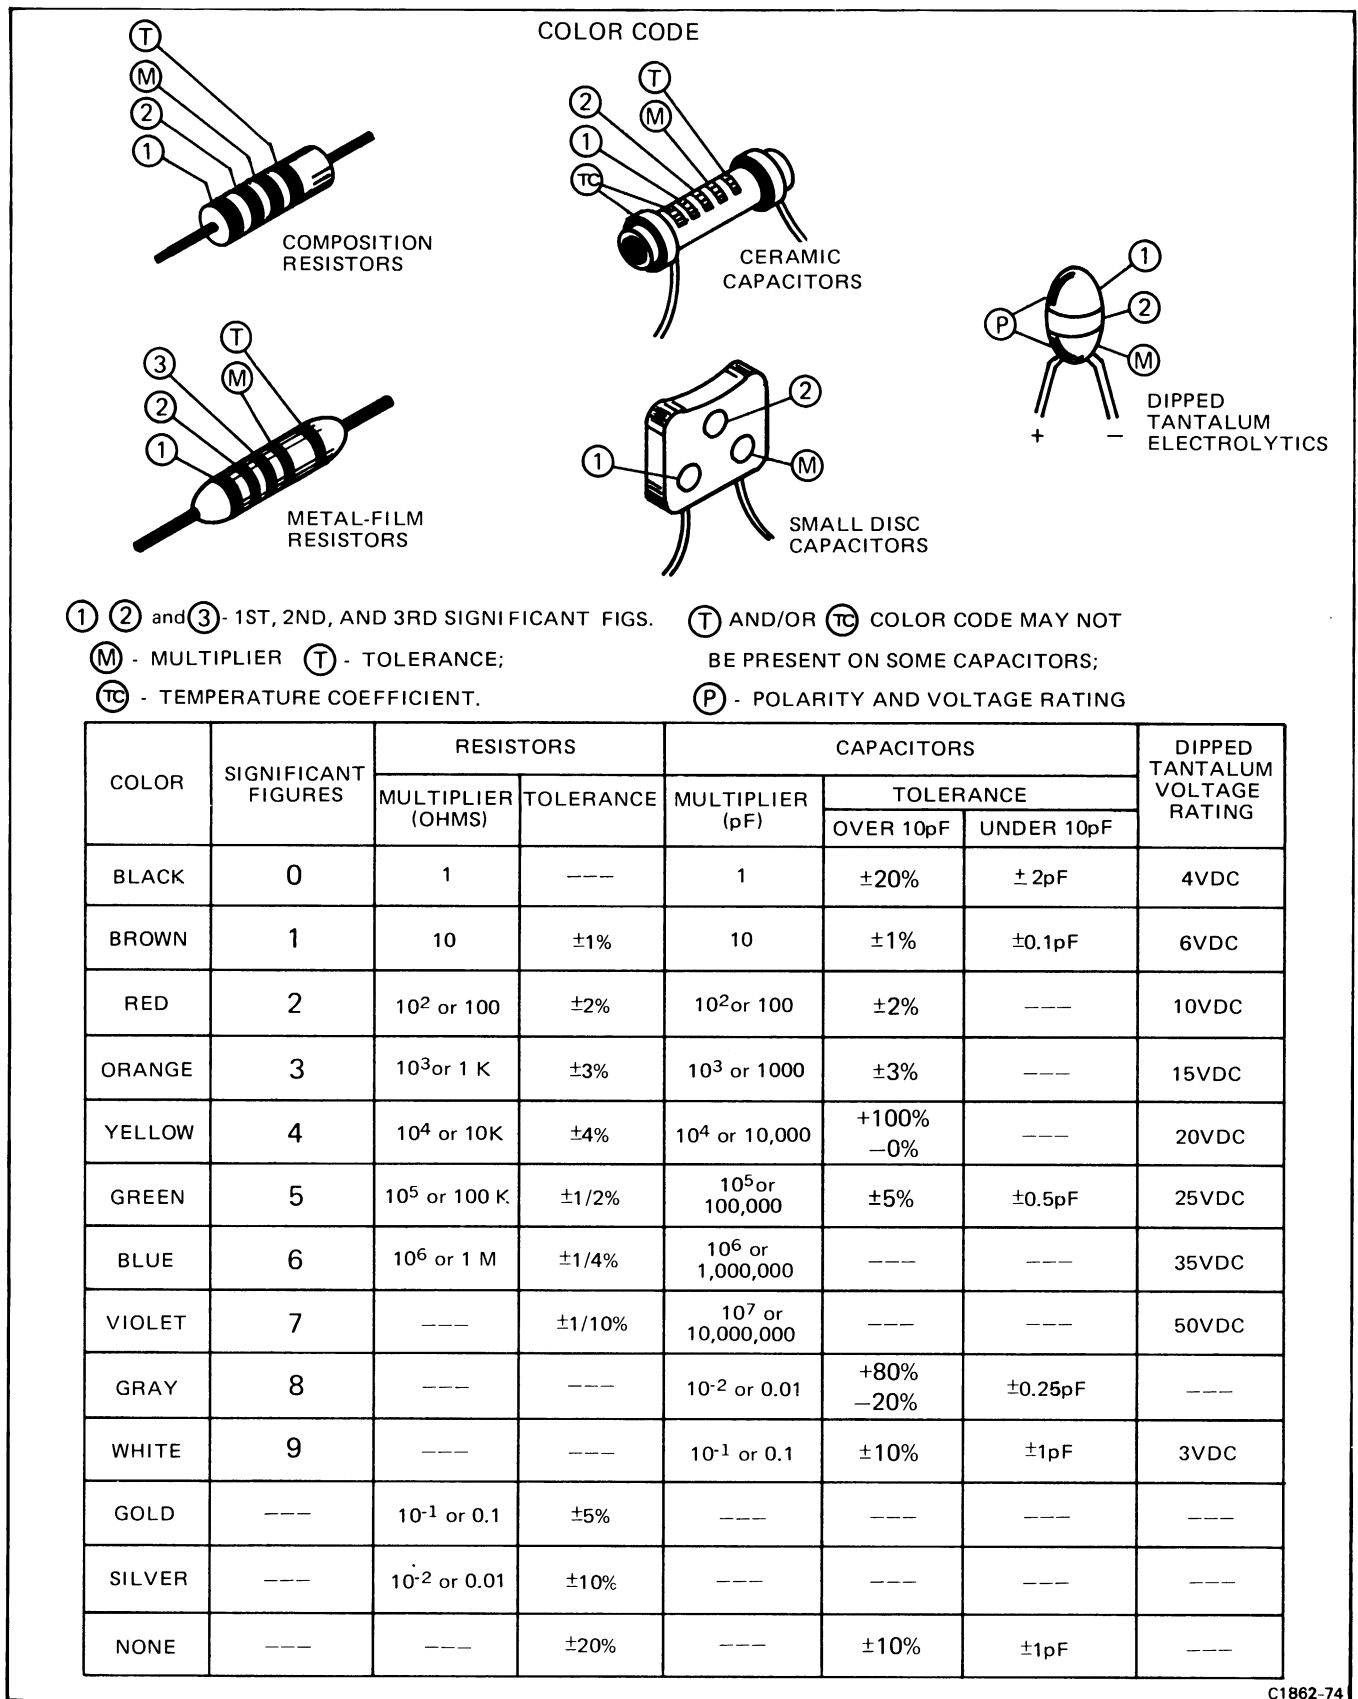 COLOR CODE
T
M
2
1
COMPOSITION
RESISTORS
T
2
M
1
TC
CERAMIC
CAPACITORS
1
2
P
M
+ −
DIPPED
TANTALUM
ELECTROLYTICS
T
3
M
2
1
METAL-FILM
RESISTORS
2
1
M
SMALL DISC
CAPACITORS
1 2 and 3 - 1ST, 2ND, AND 3RD SIGNIFICANT FIGS.
M - MULTIPLIER T - TOLERANCE;
TC - TEMPERATURE COEFFICIENT.
T AND/OR TC COLOR CODE MAY NOT
BE PRESENT ON SOME CAPACITORS;
P - POLARITY AND VOLTAGE RATING
COLOR
SIGNIFICANT
FIGURES
RESISTORS
MULTIPLIER
(OHMS)
TOLERANCE
CAPACITORS
MULTIPLIER
(pF)
TOLERANCE
OVER 10pF UNDER 10pF
DIPPED
TANTALUM
VOLTAGE
RATING
BLACK 0 1 ––– 1 ±20% ±2pF 4VDC
BROWN 1 10 ±1% 10 ±1% ±0.1pF 6VDC
RED 2 10² or 100 ±2% 10² or 100 ±2% ––– 10VDC
ORANGE 3 10³ or 1 K ±3% 10³ or 1000 ±3% ––– 15VDC
YELLOW 4 10⁴ or 10K ±4% 10⁴ or 10,000 +100% −0% ––– 20VDC
GREEN 5 10⁵ or 100 K ±1/2% 10⁵ or 100,000 ±5% ±0.5pF 25VDC
BLUE 6 10⁶ or 1 M ±1/4% 10⁶ or 1,000,000 ––– ––– 35VDC
VIOLET 7 ––– ±1/10% 10⁷ or 10,000,000 ––– ––– 50VDC
GRAY 8 ––– ––– 10⁻² or 0.01 +80% −20% ±0.25pF –––
WHITE 9 ––– ––– 10⁻¹ or 0.1 ±10% ±1pF 3VDC
GOLD ––– 10⁻¹ or 0.1 ±5% ––– ––– ––– –––
SILVER ––– 10⁻² or 0.01 ±10% ––– ––– ––– –––
NONE ––– ––– ±20% ––– ±10% ±1pF –––
C1862-74